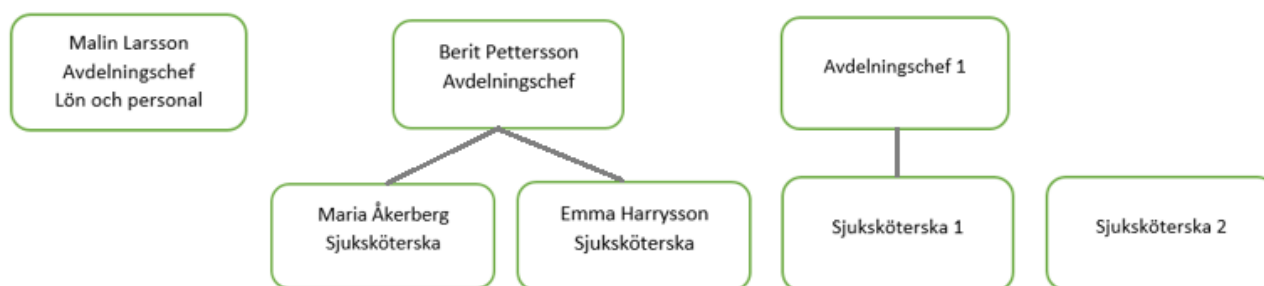 Malin Larsson
Avdelningschef
Lön och personal
Berit Pettersson
Avdelningschef
Avdelningschef 1
Maria Åkerberg
Sjuksköterska
Emma Harrysson
Sjuksköterska
Sjuksköterska 1
Sjuksköterska 2